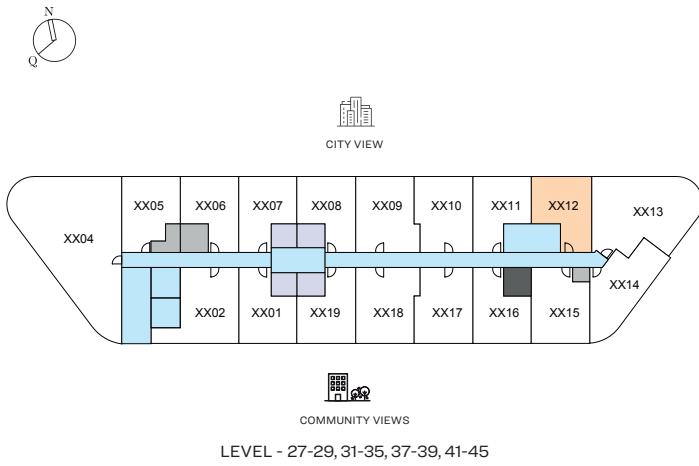 N
Q
CITY VIEW
XX05 XX06 XX07 XX08 XX09 XX10 XX11 XX12 XX13
XX04
XX14
XX02 XX01 XX19 XX18 XX17 XX16 XX15
COMMUNITY VIEWS
LEVEL - 27-29, 31-35, 37-39, 41-45